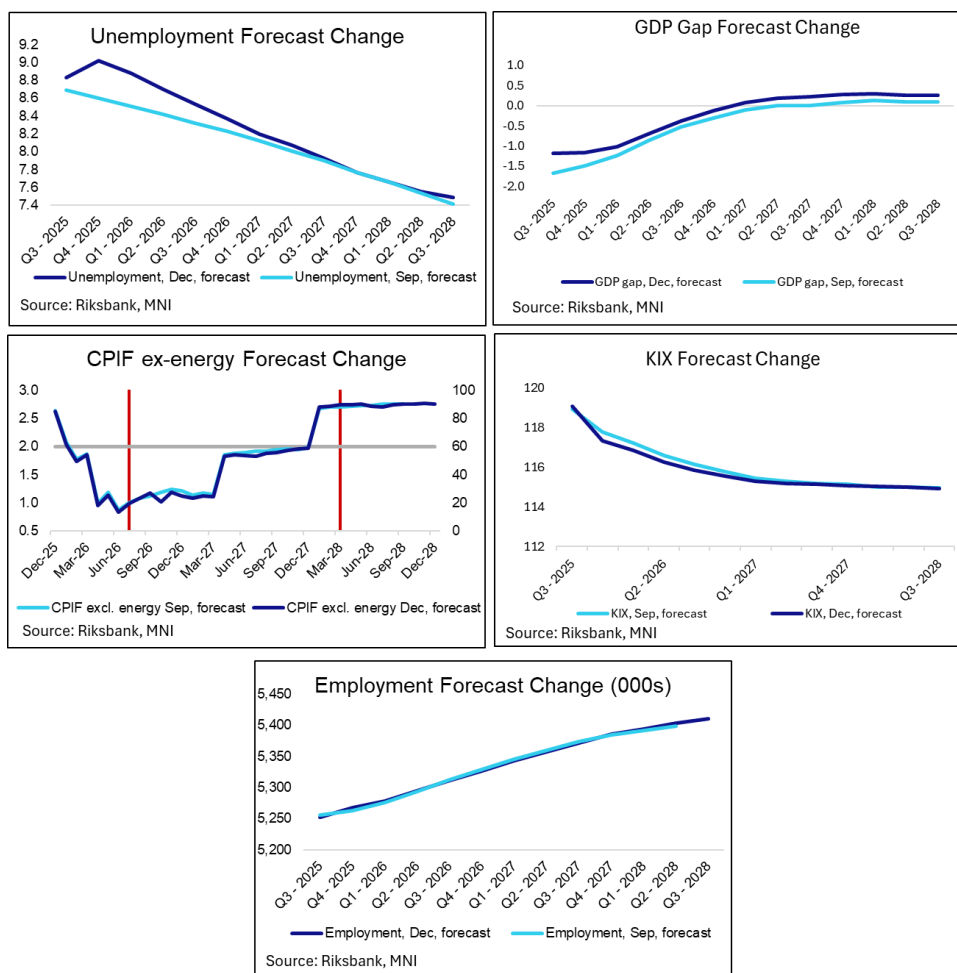 Unemployment Forecast Change
9.2
9.0
8.8
8.6
8.4
8.2
8.0
7.8
7.6
7.4
Q3 - 2025
Q4 - 2025
Q1 - 2026
Q2 - 2026
Q3 - 2026
Q4 - 2026
Q1 - 2027
Q2 - 2027
Q3 - 2027
Q4 - 2027
Q1 - 2028
Q2 - 2028
Q3 - 2028
Unemployment, Dec, forecast
Unemployment, Sep, forecast
Source: Riksbank, MNI
GDP Gap Forecast Change
1.0
0.5
0.0
-0.5
-1.0
-1.5
-2.0
Q3 - 2025
Q4 - 2025
Q1 - 2026
Q2 - 2026
Q3 - 2026
Q4 - 2026
Q1 - 2027
Q2 - 2027
Q3 - 2027
Q4 - 2027
Q1 - 2028
Q2 - 2028
Q3 - 2028
GDP gap, Dec, forecast
GDP gap, Sep, forecast
Source: Riksbank, MNI
CPIF ex-energy Forecast Change
3.0
2.5
2.0
1.5
1.0
0.5
100
80
60
40
20
0
Dec-25
Mar-26
Jun-26
Sep-26
Dec-26
Mar-27
Jun-27
Sep-27
Dec-27
Mar-28
Jun-28
Sep-28
Dec-28
CPIF excl. energy Sep, forecast
CPIF excl. energy Dec, forecast
Source: Riksbank, MNI
KIX Forecast Change
120
118
116
114
112
Q3 - 2025
Q2 - 2026
Q1 - 2027
Q4 - 2027
Q3 - 2028
KIX, Sep, forecast
KIX, Dec, forecast
Source: Riksbank, MNI
Employment Forecast Change (000s)
5,450
5,400
5,350
5,300
5,250
5,200
Q3 - 2025
Q4 - 2025
Q1 - 2026
Q2 - 2026
Q3 - 2026
Q4 - 2026
Q1 - 2027
Q2 - 2027
Q3 - 2027
Q4 - 2027
Q1 - 2028
Q2 - 2028
Q3 - 2028
Employment, Dec, forecast
Employment, Sep, forecast
Source: Riksbank, MNI